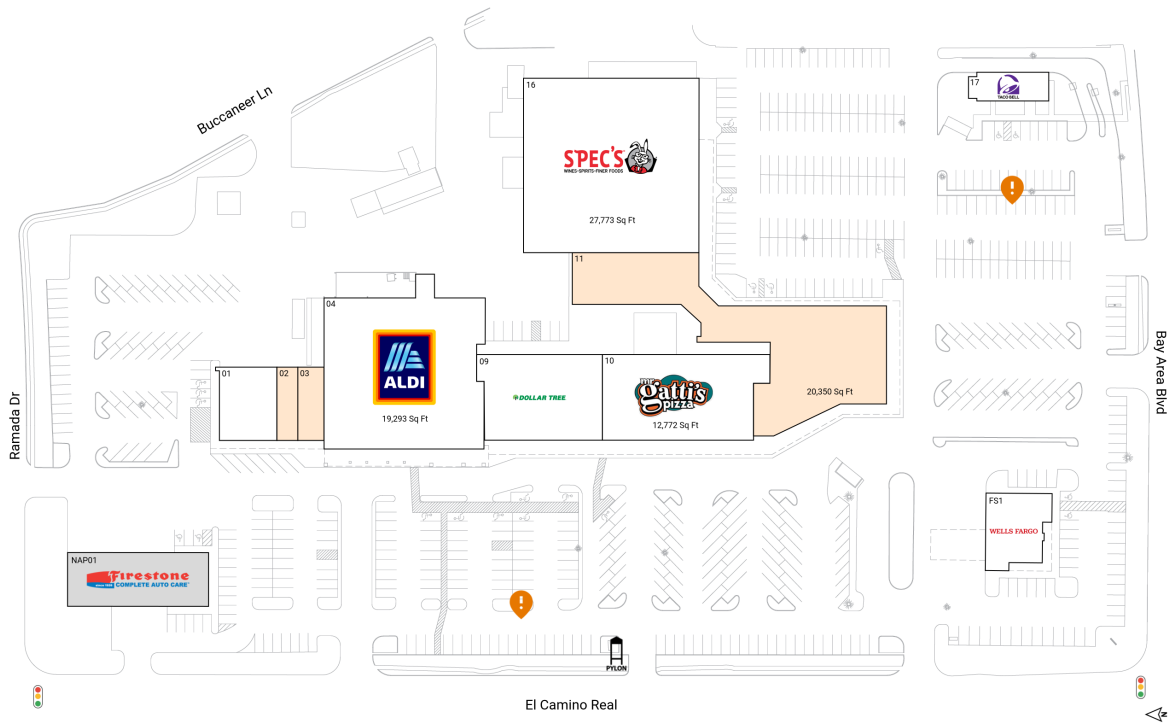 16
17
TACO BELL
Buccaneer Ln
SPEC'S
WINES•SPIRITS•FINER FOODS
27,773 Sq Ft
11
04
ALDI
19,293 Sq Ft
01
02
03
09
DOLLAR TREE
10
mr gatti's pizza
12,772 Sq Ft
20,350 Sq Ft
Ramada Dr
Bay Area Blvd
FS1
WELLS FARGO
NAP01
Firestone
COMPLETE AUTO CARE
PYLON
El Camino Real
N